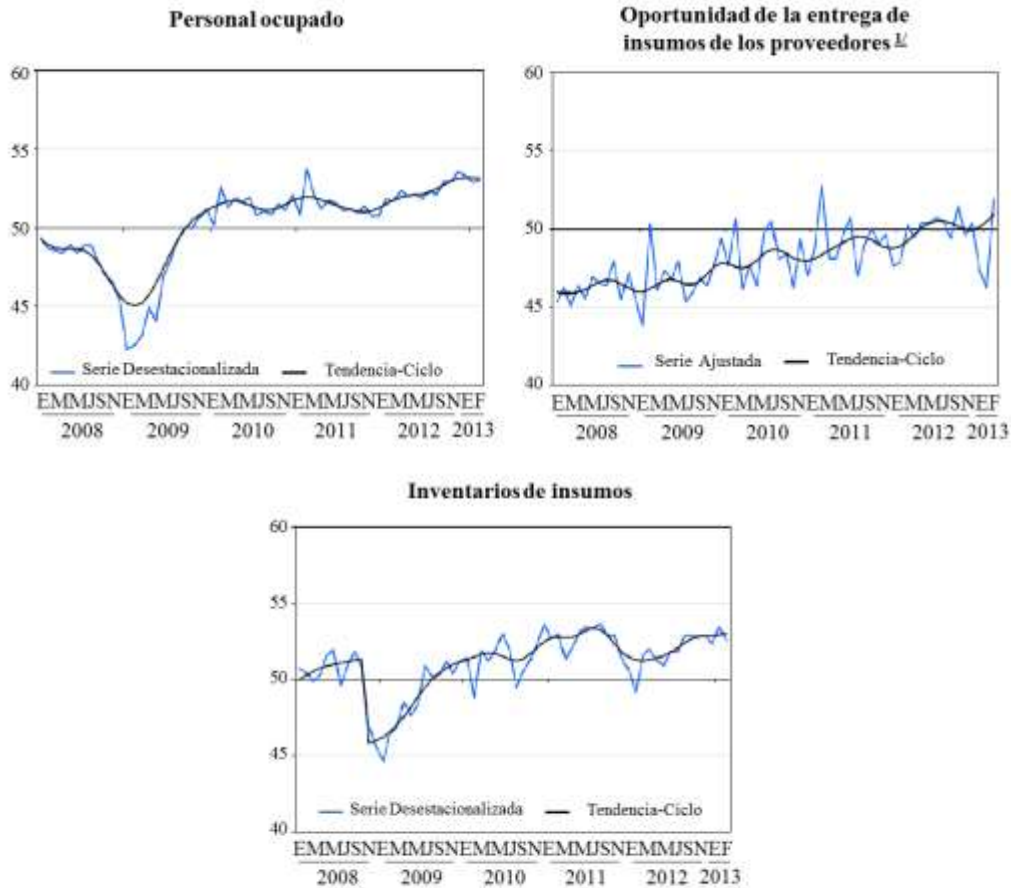 Personal ocupado
60
55
50
45
40
Serie Desestacionalizada
Tendencia-Ciclo
EMMJSNEMMJSNEMMJSNEMMJSNEMMJSNEF
2008 2009 2010 2011 2012 2013
Oportunidad de la entrega de
insumos de los proveedores 1/
60
55
50
45
40
Serie Ajustada
Tendencia-Ciclo
EMMJSNEMMJSNEMMJSNEMMJSNEMMJSNEF
2008 2009 2010 2011 2012 2013
Inventarios de insumos
60
55
50
45
40
Serie Desestacionalizada
Tendencia-Ciclo
EMMJSNEMMJSNEMMJSNEMMJSNEMMJSNEF
2008 2009 2010 2011 2012 2013